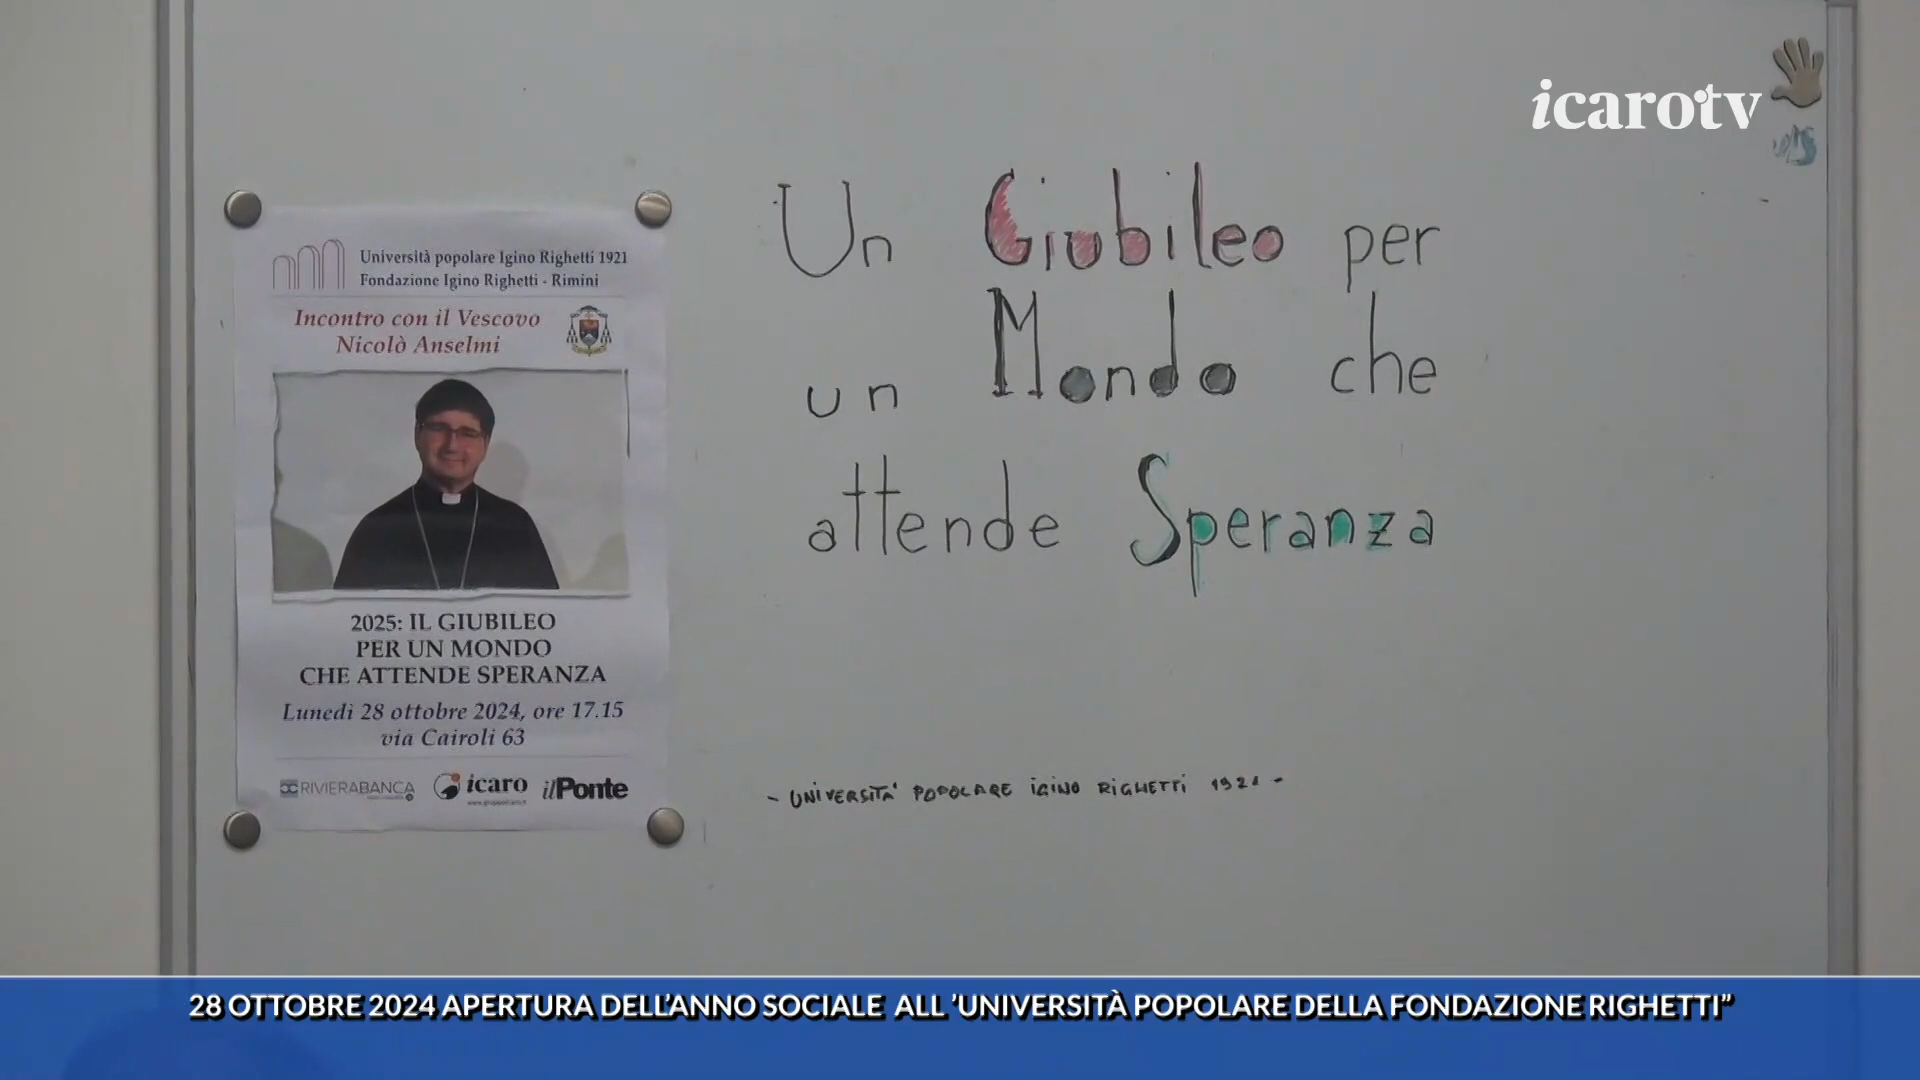 icarotv
Università popolare Igino Righetti 1921
Fondazione Igino Righetti - Rimini
Incontro con il Vescovo
Nicolò Anselmi
2025: IL GIUBILEO
PER UN MONDO
CHE ATTENDE SPERANZA
Lunedì 28 ottobre 2024, ore 17.15
via Cairoli 63
RIVIERABANCA icaro ilPonte
Un Giubileo per
un Mondo che
attende Speranza
- UNIVERSITA' POPOLARE IGINO RIGHETTI 1921 -
28 OTTOBRE 2024 APERTURA DELL'ANNO SOCIALE ALL 'UNIVERSITÀ POPOLARE DELLA FONDAZIONE RIGHETTI”